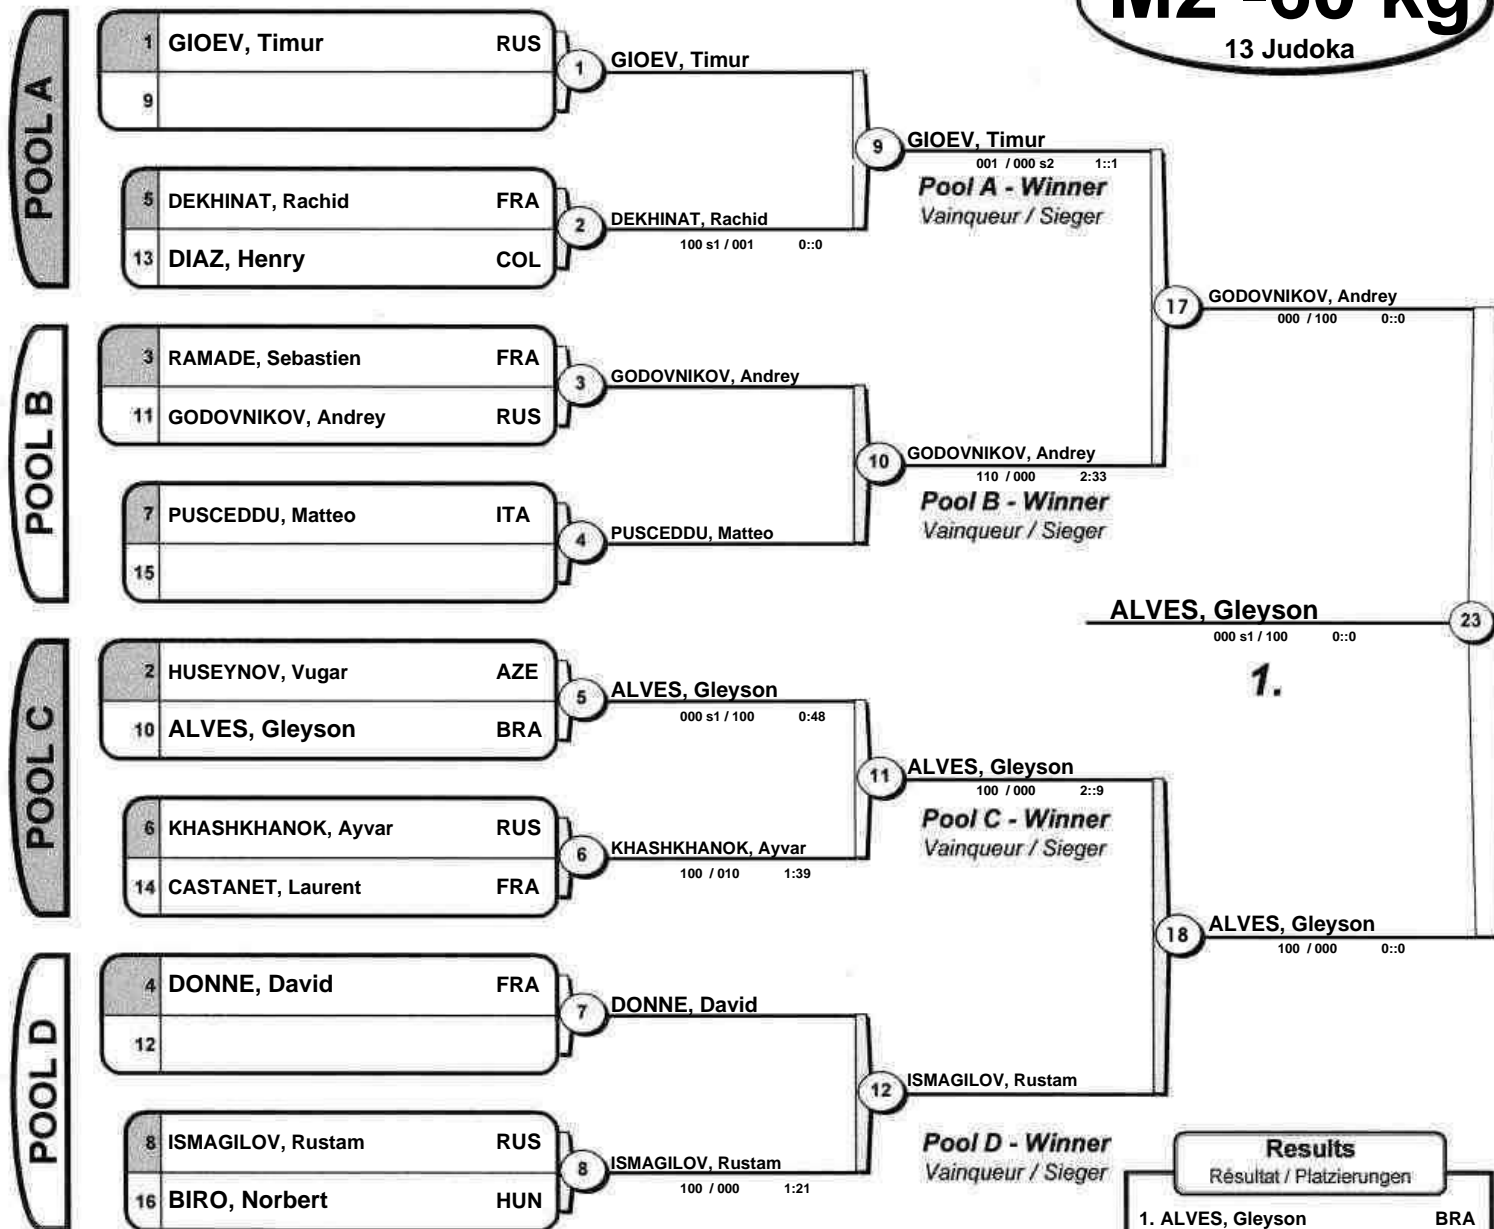 M2 -60 kg
13 Judoka
POOL A
1 GIOEV, Timur RUS
9
5 DEKHINAT, Rachid FRA
13 DIAZ, Henry COL
1 GIOEV, Timur
2 DEKHINAT, Rachid
100 s1 / 001 0::0
9 GIOEV, Timur
001 / 000 s2 1::1
Pool A - Winner
Vainqueur / Sieger
POOL B
3 RAMADE, Sebastien FRA
11 GODOVNIKOV, Andrey RUS
7 PUSCEDDU, Matteo ITA
15
3 GODOVNIKOV, Andrey
4 PUSCEDDU, Matteo
10 GODOVNIKOV, Andrey
110 / 000 2:33
Pool B - Winner
Vainqueur / Sieger
17 GODOVNIKOV, Andrey
000 / 100 0::0
ALVES, Gleyson 23
000 s1 / 100 0::0
1.
POOL C
2 HUSEYNOV, Vugar AZE
10 ALVES, Gleyson BRA
6 KHASHKHANOK, Ayvar RUS
14 CASTANET, Laurent FRA
5 ALVES, Gleyson
000 s1 / 100 0:48
6 KHASHKHANOK, Ayvar
100 / 010 1:39
11 ALVES, Gleyson
100 / 000 2::9
Pool C - Winner
Vainqueur / Sieger
18 ALVES, Gleyson
100 / 000 0::0
POOL D
4 DONNE, David FRA
12
8 ISMAGILOV, Rustam RUS
16 BIRO, Norbert HUN
7 DONNE, David
8 ISMAGILOV, Rustam
100 / 000 1:21
12 ISMAGILOV, Rustam
Pool D - Winner
Vainqueur / Sieger
Results
Résultat / Platzierungen
1. ALVES, Gleyson BRA